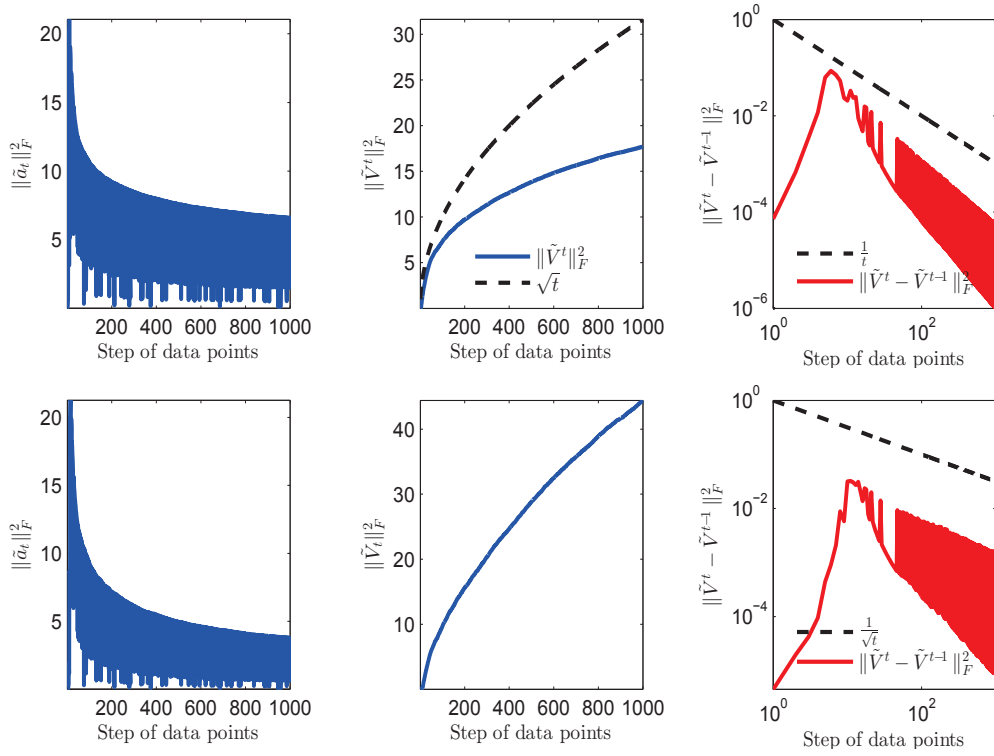 20
15
10
5
200 400 600 800 1000
Step of data points
||ã_t||²_F
30
25
20
15
10
5
200 400 600 800 1000
Step of data points
||Ṽ^t||²_F
||Ṽ^t||²_F
√t
10^0
10^-2
10^-4
10^-6
10^0 10^2
Step of data points
||Ṽ^t − Ṽ^{t-1}||²_F
1/t
||Ṽ^t − Ṽ^{t-1}||²_F
20
15
10
5
200 400 600 800 1000
Step of data points
||ã_t||²_F
40
30
20
10
200 400 600 800 1000
Step of data points
||Ṽ_t||²_F
10^0
10^-2
10^-4
10^0 10^2
Step of data points
||Ṽ^t − Ṽ^{t-1}||²_F
1/√t
||Ṽ^t − Ṽ^{t-1}||²_F